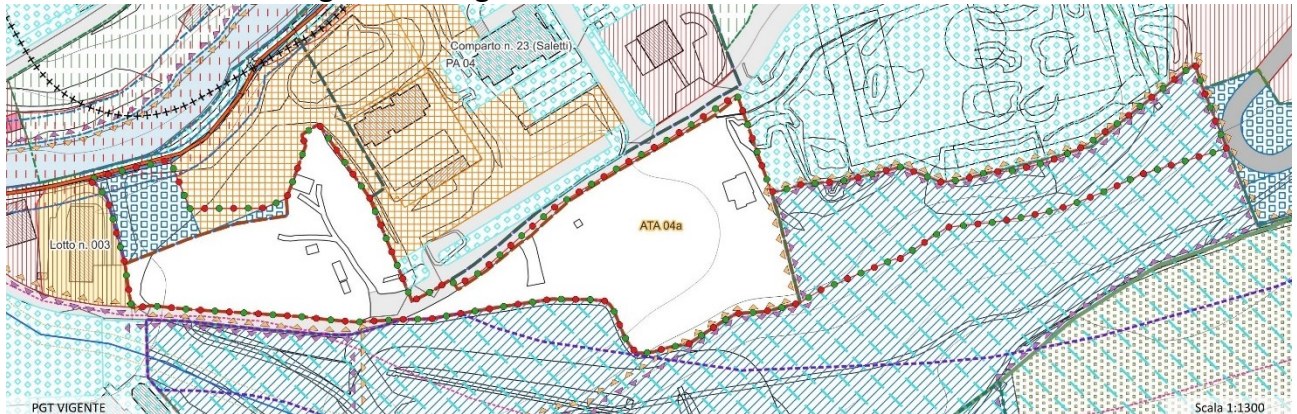 Comparto n. 23 (Saletti)
PA 04
ATA 04a
Lotto n. 003
PGT VIGENTE
Scala 1:1300